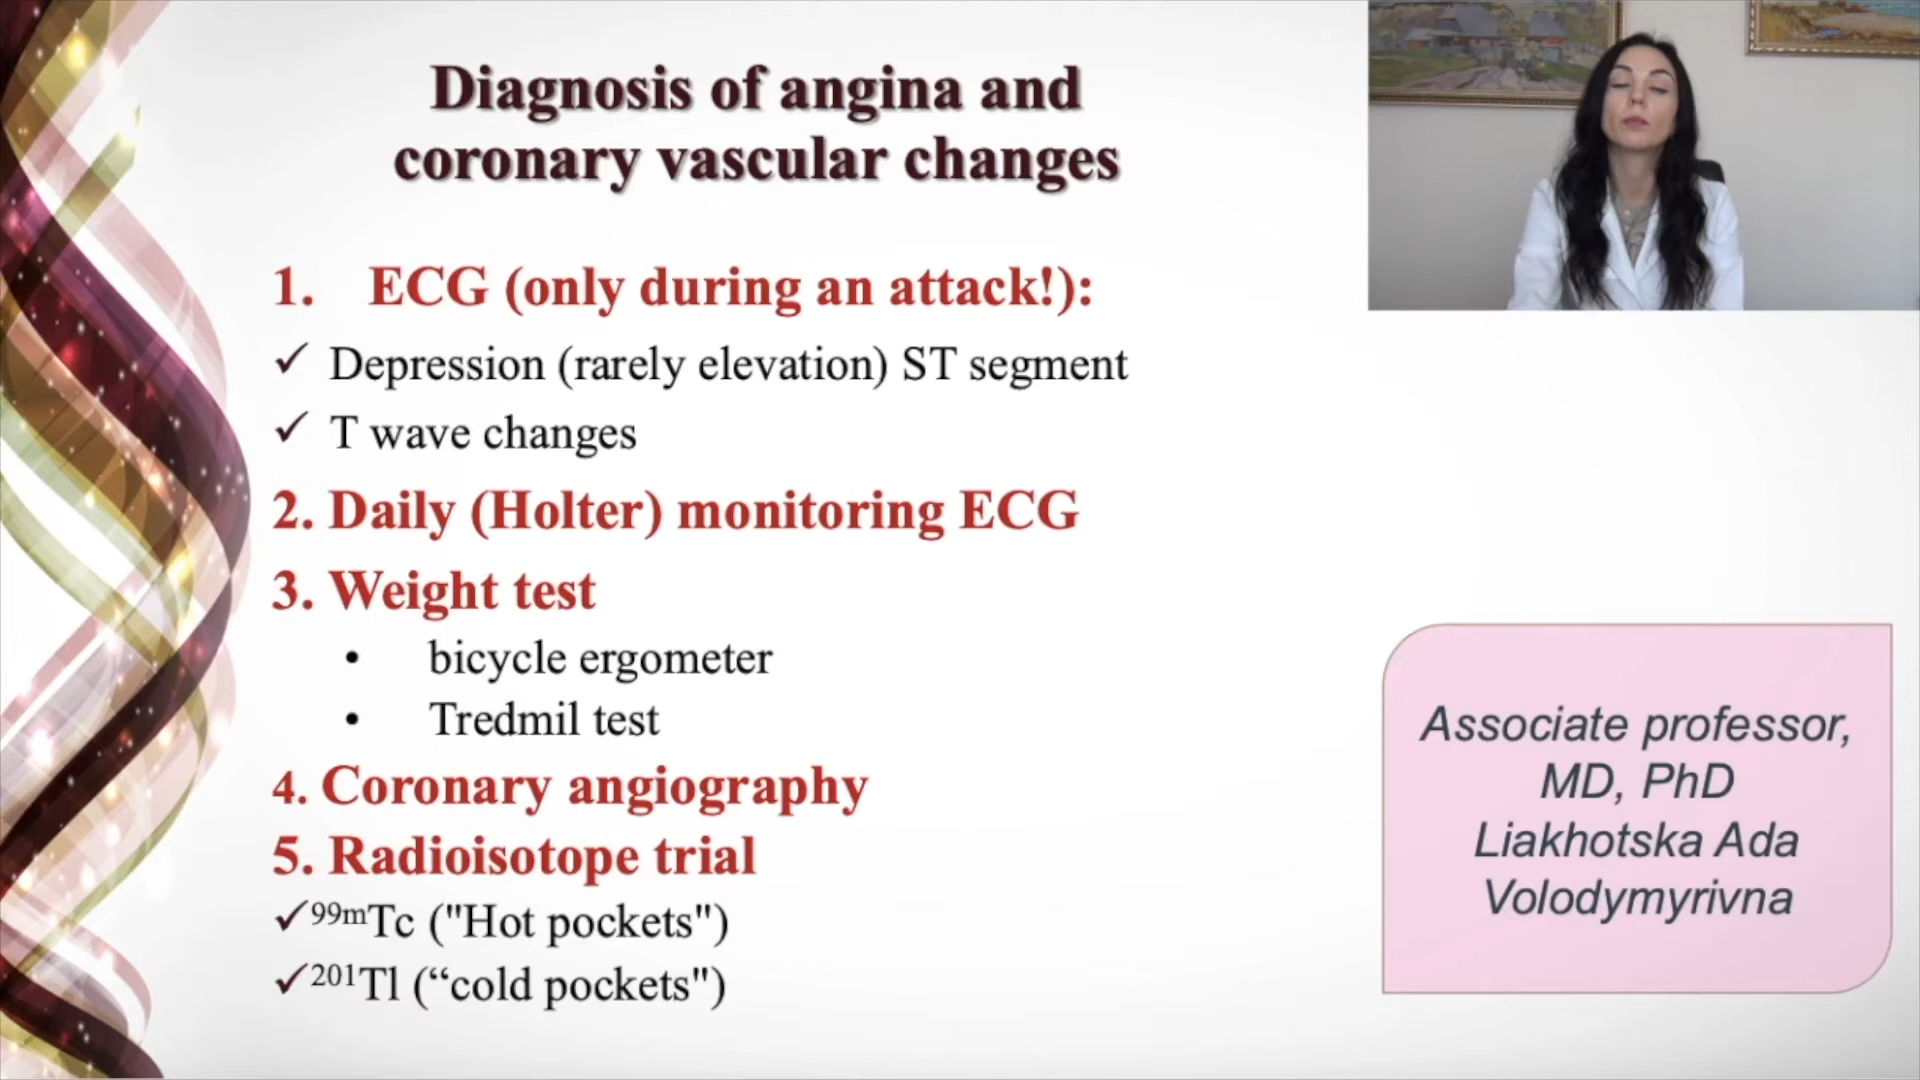 Diagnosis of angina and
coronary vascular changes
1. ECG (only during an attack!):
✓ Depression (rarely elevation) ST segment
✓ T wave changes
2. Daily (Holter) monitoring ECG
3. Weight test
• bicycle ergometer
• Tredmil test
4. Coronary angiography
5. Radioisotope trial
✓ ⁹⁹ᵐTc ("Hot pockets")
✓ ²⁰¹Tl (“cold pockets")
Associate professor,
MD, PhD
Liakhotska Ada
Volodymyrivna